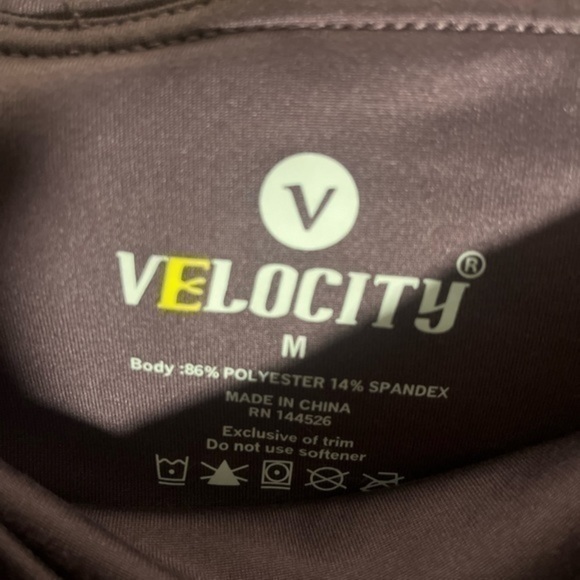 V
VELOCITY®
M
Body :86% POLYESTER 14% SPANDEX
MADE IN CHINA
RN 144526
Exclusive of trim
Do not use softener